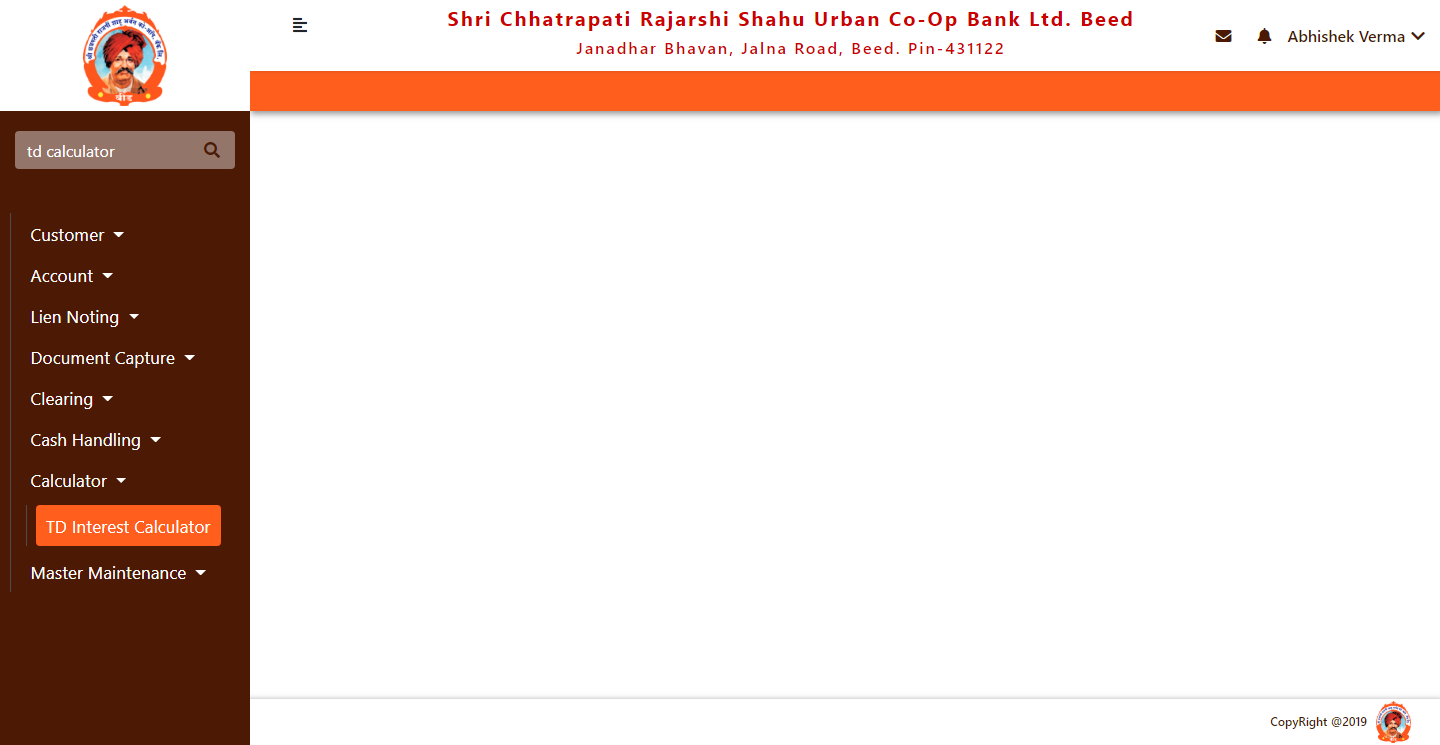 Shri Chhatrapati Rajarshi Shahu Urban Co-Op Bank Ltd. Beed
Janadhar Bhavan, Jalna Road, Beed. Pin-431122
Abhishek Verma
बीड
td calculator
Customer
Account
Lien Noting
Document Capture
Clearing
Cash Handling
Calculator
TD Interest Calculator
Master Maintenance
CopyRight @2019